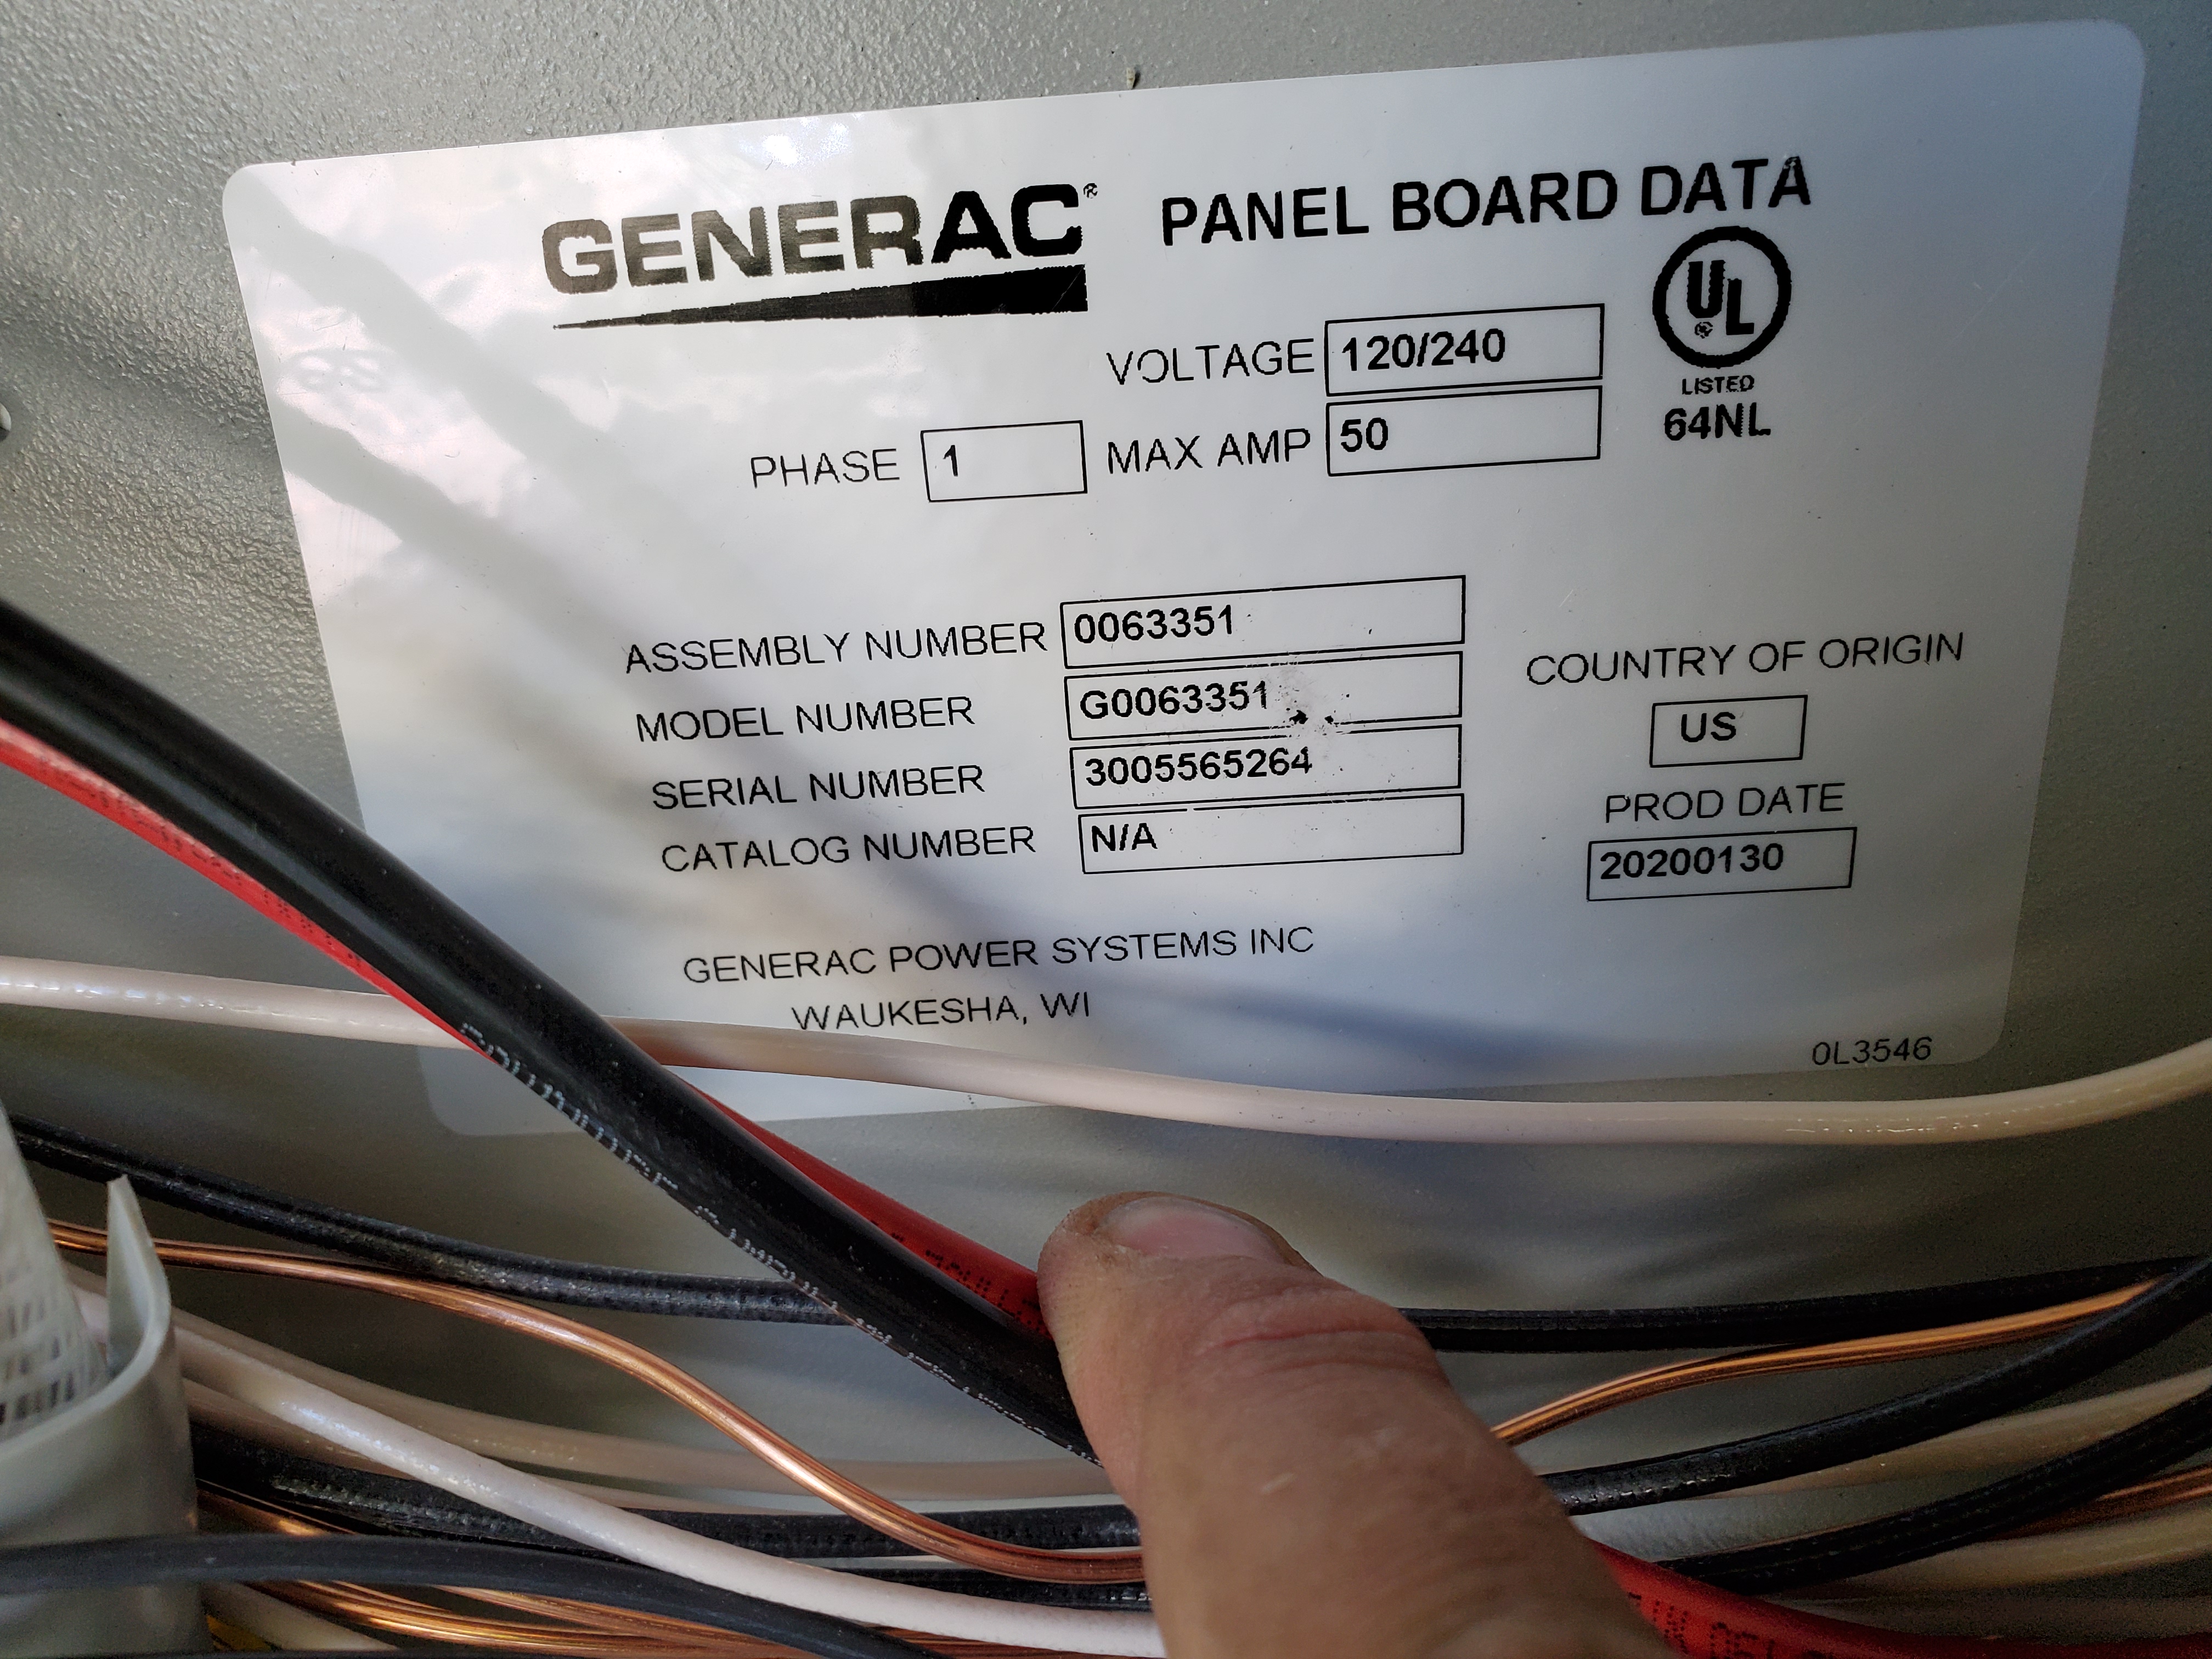 GENERAC® PANEL BOARD DATA
UL
LISTED
64NL
VOLTAGE 120/240
PHASE 1 MAX AMP 50
ASSEMBLY NUMBER 0063351
MODEL NUMBER G0063351
SERIAL NUMBER 3005565264
CATALOG NUMBER N/A
COUNTRY OF ORIGIN
US
PROD DATE
20200130
GENERAC POWER SYSTEMS INC
WAUKESHA, WI
0L3546